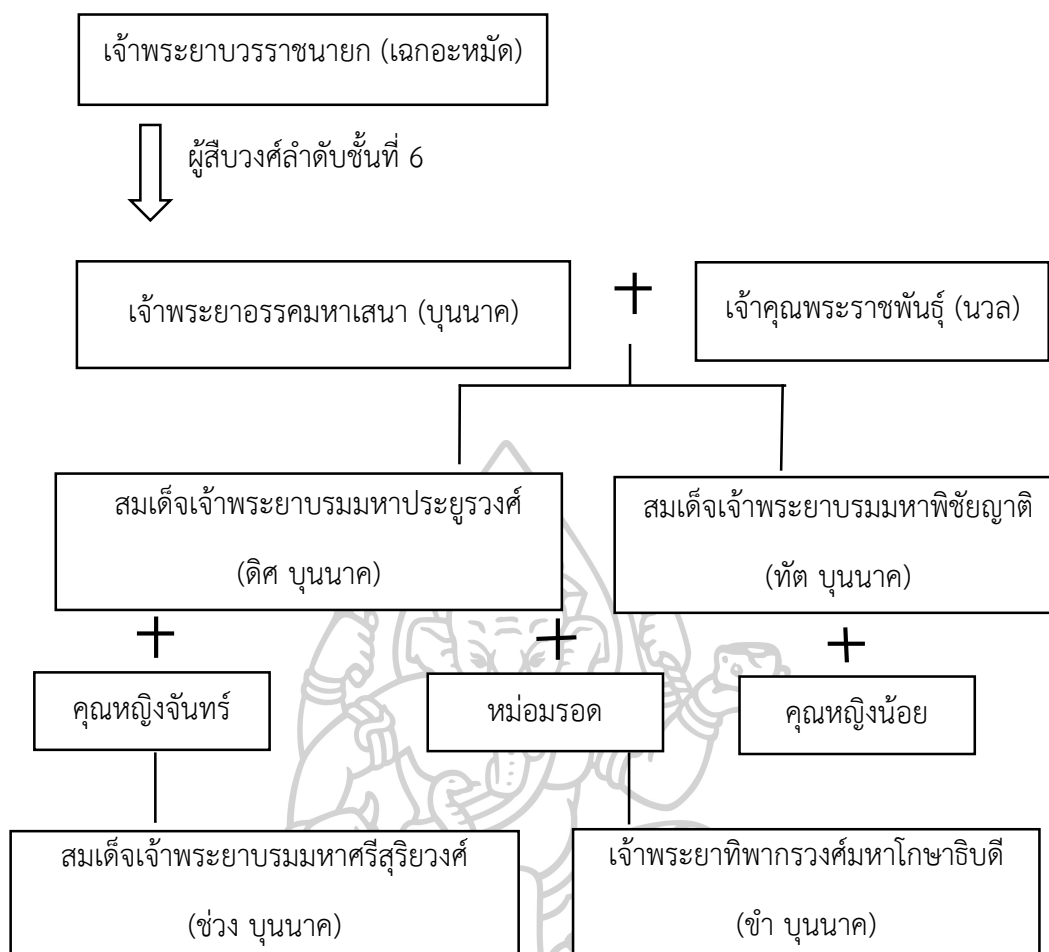 เจ้าพระยาบวรราชนายก (เฉกอะหมัด)
ผู้สืบวงศ์ลำดับชั้นที่ 6
เจ้าพระยาอรรคมหาเสนา (บุนนาค)
เจ้าคุณพระราชพันธุ์ (นวล)
สมเด็จเจ้าพระยาบรมมหาประยูรวงศ์
(ดิศ บุนนาค)
สมเด็จเจ้าพระยาบรมมหาพิชัยญาติ
(ทัต บุนนาค)
คุณหญิงจันทร์
หม่อมรอด
คุณหญิงน้อย
สมเด็จเจ้าพระยาบรมมหาศรีสุริยวงศ์
(ช่วง บุนนาค)
เจ้าพระยาทิพากรวงศ์มหาโกษาธิบดี
(ขำ บุนนาค)